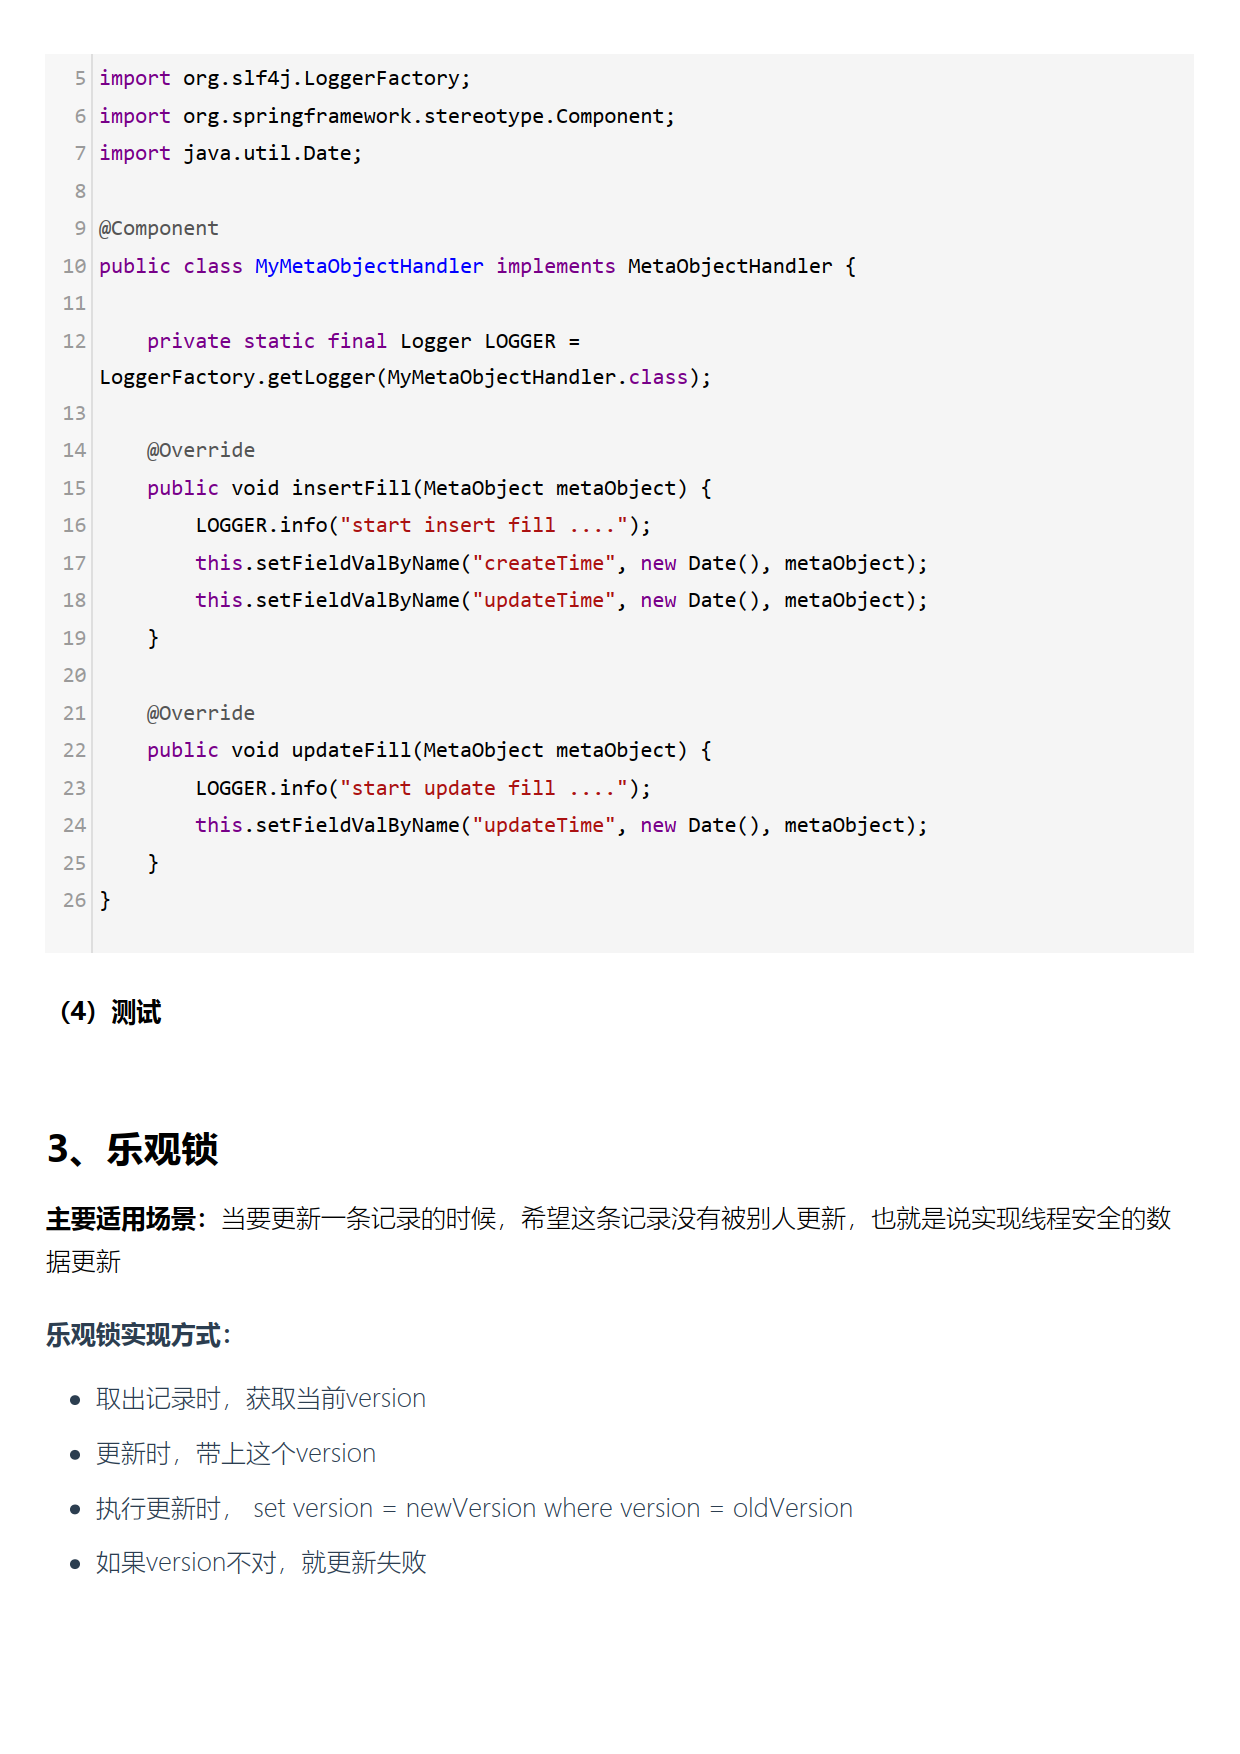 5 import org.slf4j.LoggerFactory;
6 import org.springframework.stereotype.Component;
7 import java.util.Date;
8
9 @Component
10 public class MyMetaObjectHandler implements MetaObjectHandler {
11
12     private static final Logger LOGGER =
LoggerFactory.getLogger(MyMetaObjectHandler.class);
13
14     @Override
15     public void insertFill(MetaObject metaObject) {
16         LOGGER.info("start insert fill ....");
17         this.setFieldValByName("createTime", new Date(), metaObject);
18         this.setFieldValByName("updateTime", new Date(), metaObject);
19     }
20
21     @Override
22     public void updateFill(MetaObject metaObject) {
23         LOGGER.info("start update fill ....");
24         this.setFieldValByName("updateTime", new Date(), metaObject);
25     }
26 }
（4）测试
3、乐观锁
主要适用场景：当要更新一条记录的时候，希望这条记录没有被别人更新，也就是说实现线程安全的数
据更新
乐观锁实现方式：
• 取出记录时，获取当前version
• 更新时，带上这个version
• 执行更新时， set version = newVersion where version = oldVersion
• 如果version不对，就更新失败